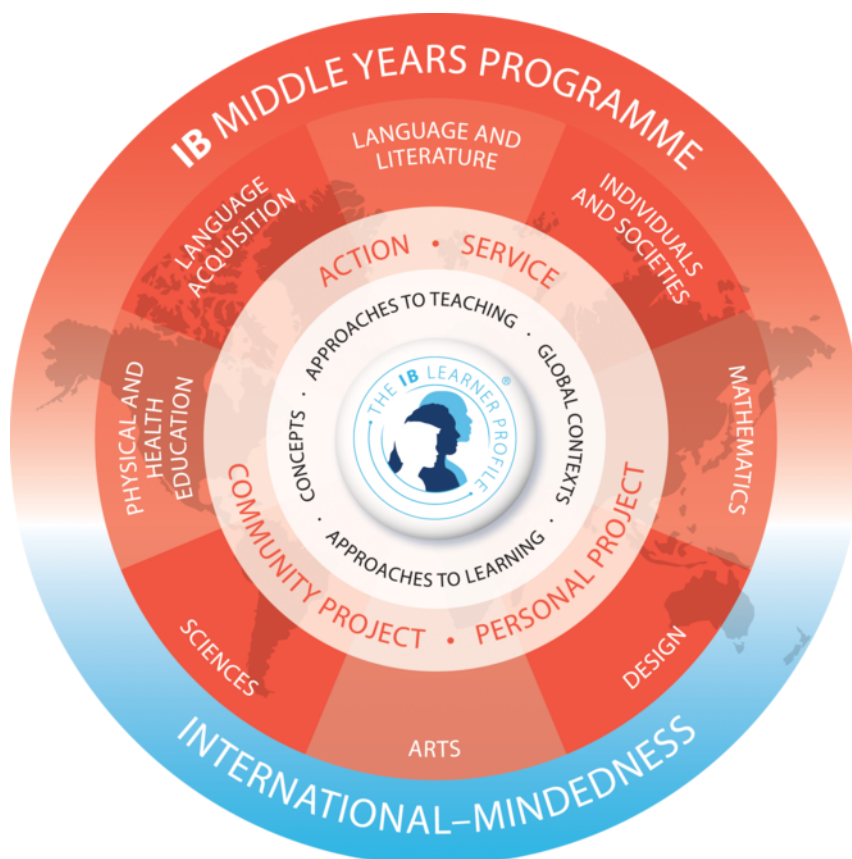 IB MIDDLE YEARS PROGRAMME
LANGUAGE AND
LITERATURE
INDIVIDUALS
AND SOCIETIES
MATHEMATICS
DESIGN
ARTS
SCIENCES
PHYSICAL AND
HEALTH
EDUCATION
LANGUAGE
ACQUISITION
ACTION • SERVICE
PERSONAL PROJECT
•
COMMUNITY PROJECT
APPROACHES TO TEACHING ·
GLOBAL CONTEXTS ·
APPROACHES TO LEARNING ·
CONCEPTS ·
THE IB LEARNER PROFILE ®
INTERNATIONAL–MINDEDNESS